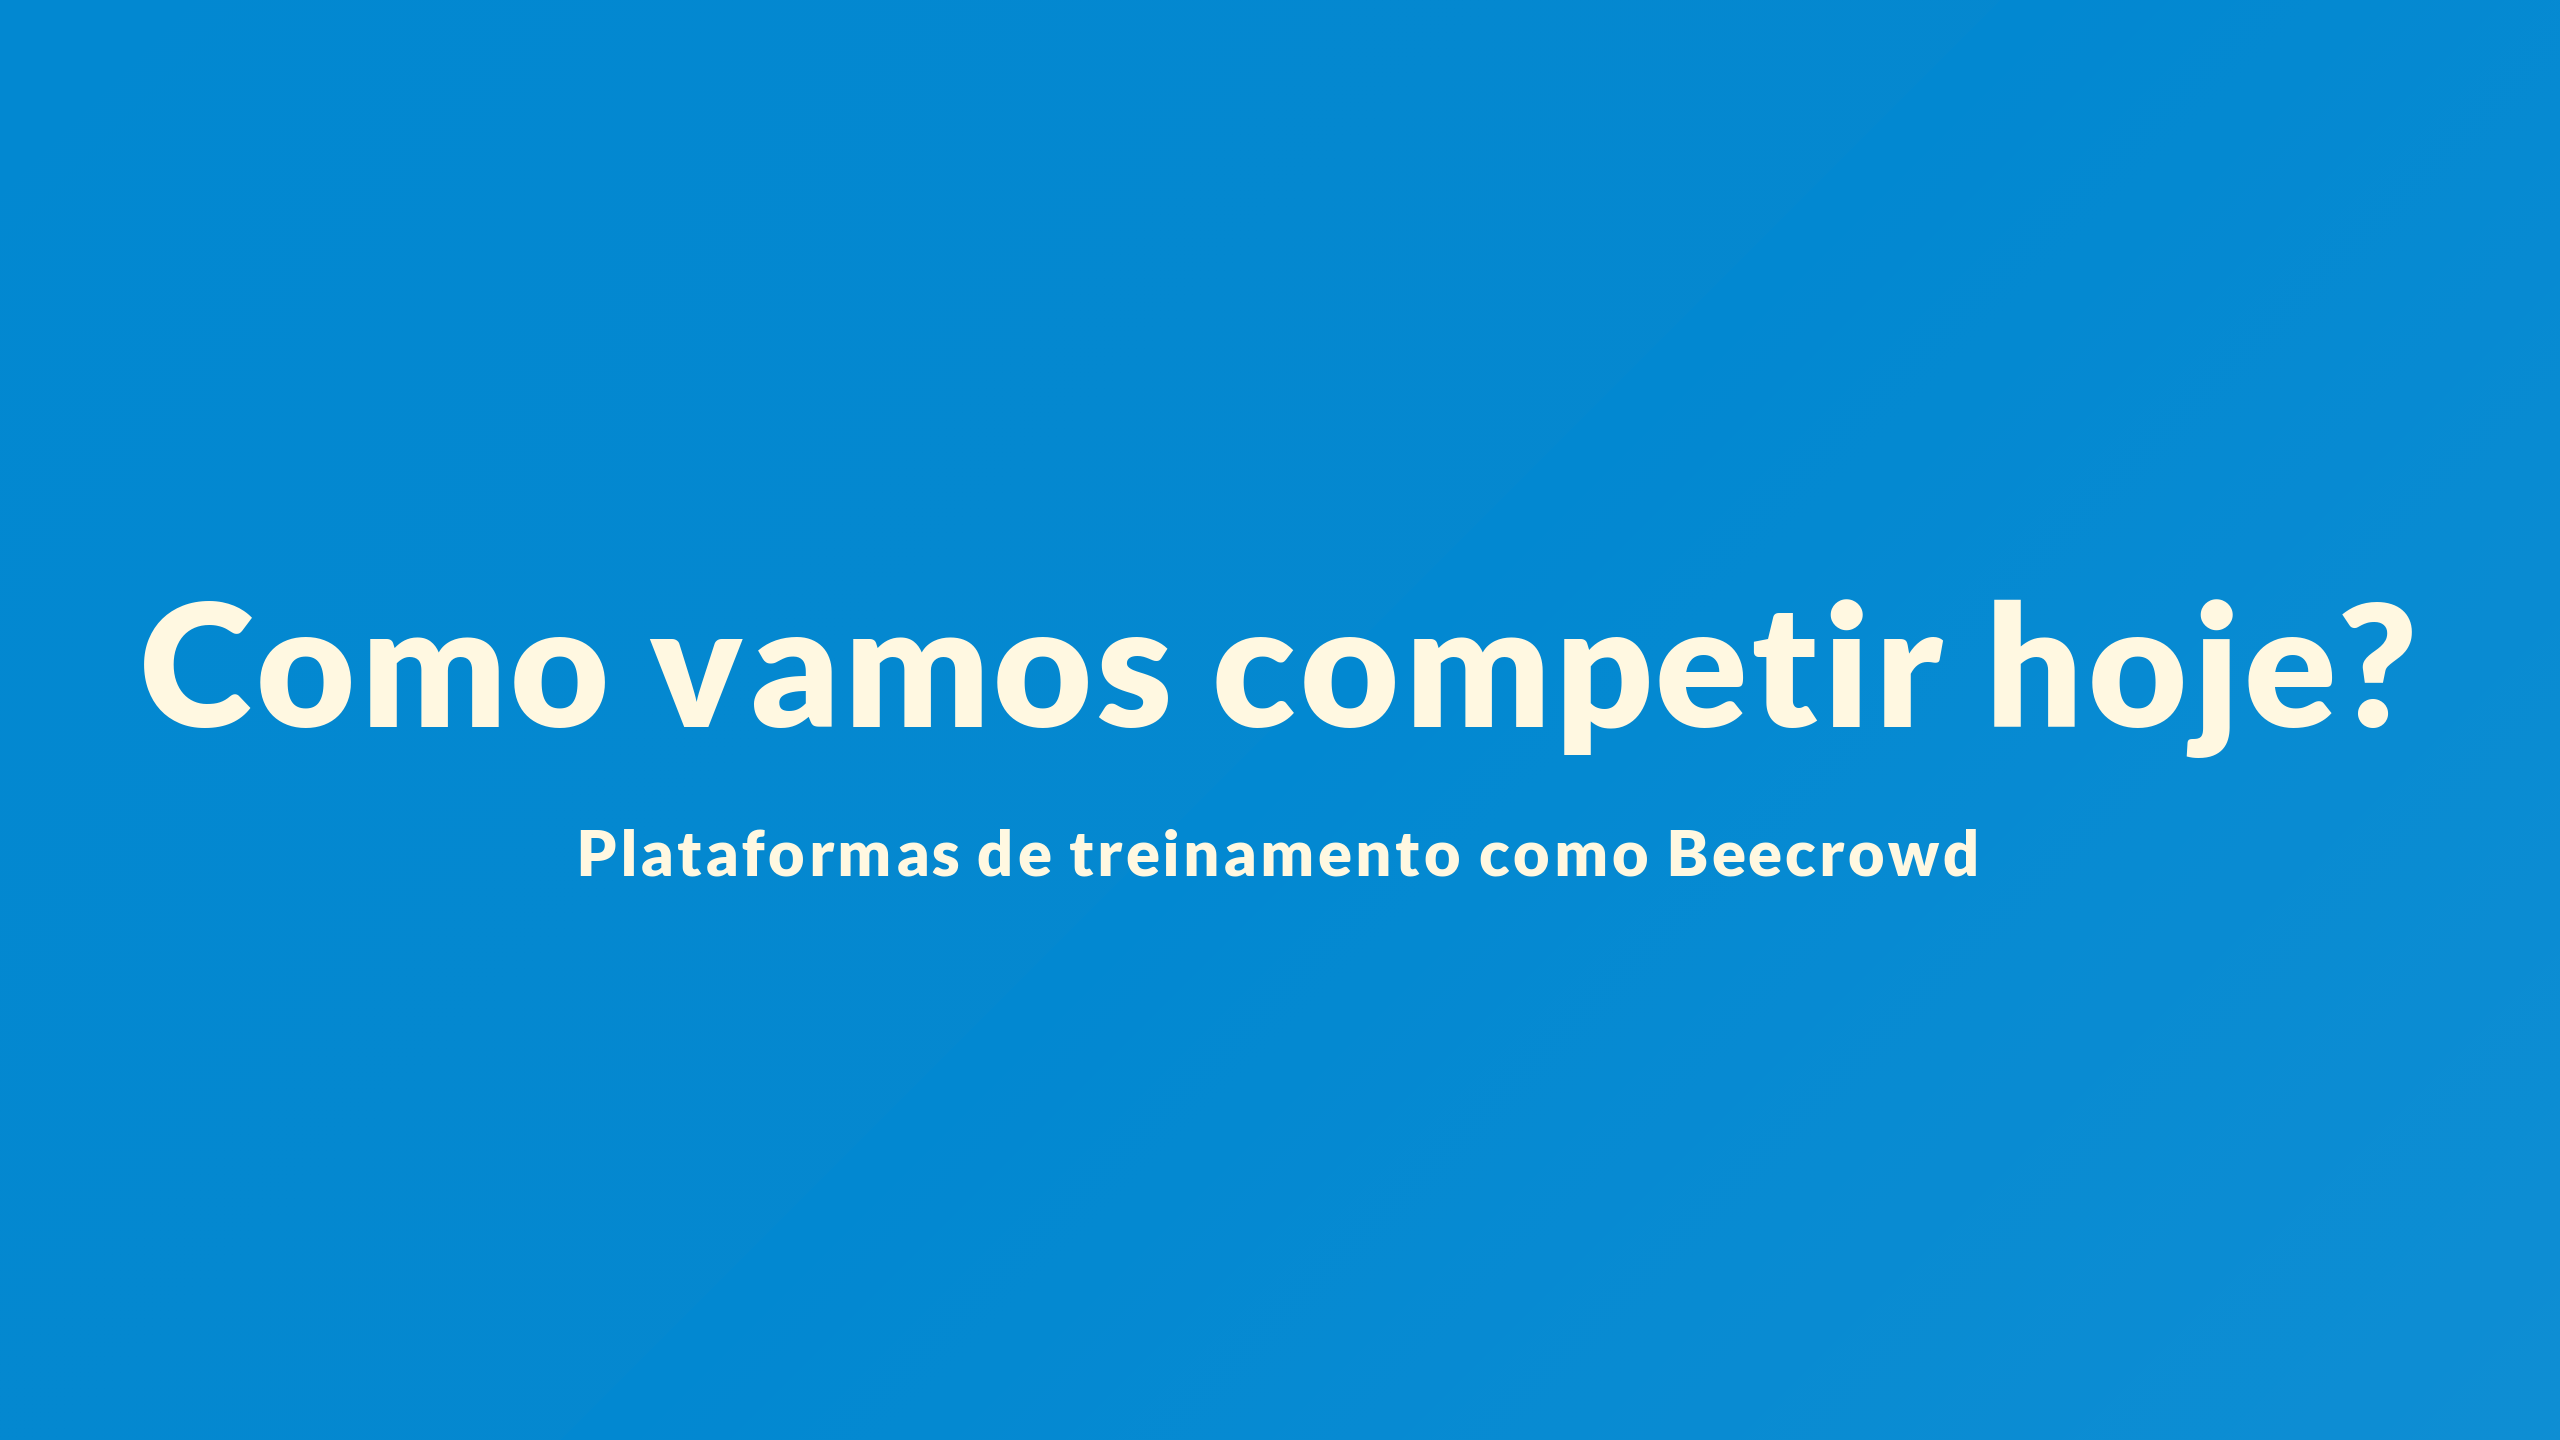 Como vamos competir hoje?
Plataformas de treinamento como Beecrowd